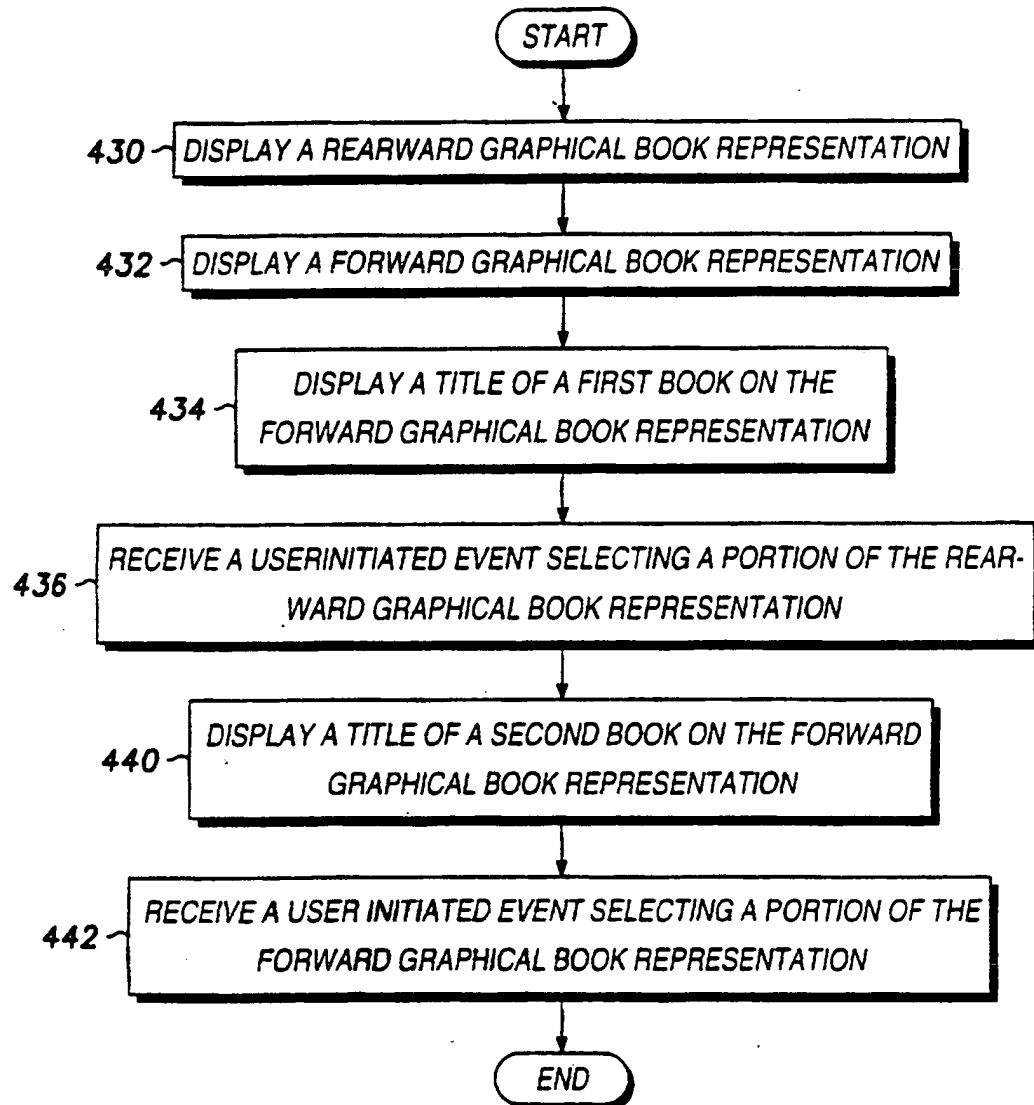 START
430 DISPLAY A REARWARD GRAPHICAL BOOK REPRESENTATION
432 DISPLAY A FORWARD GRAPHICAL BOOK REPRESENTATION
DISPLAY A TITLE OF A FIRST BOOK ON THE
434
FORWARD GRAPHICAL BOOK REPRESENTATION
RECEIVE A USERINITIATED EVENT SELECTING A PORTION OF THE REAR-
436
WARD GRAPHICAL BOOK REPRESENTATION
DISPLAY A TITLE OF A SECOND BOOK ON THE FORWARD
440
GRAPHICAL BOOK REPRESENTATION
RECEIVE A USER INITIATED EVENT SELECTING A PORTION OF THE
442
FORWARD GRAPHICAL BOOK REPRESENTATION
END